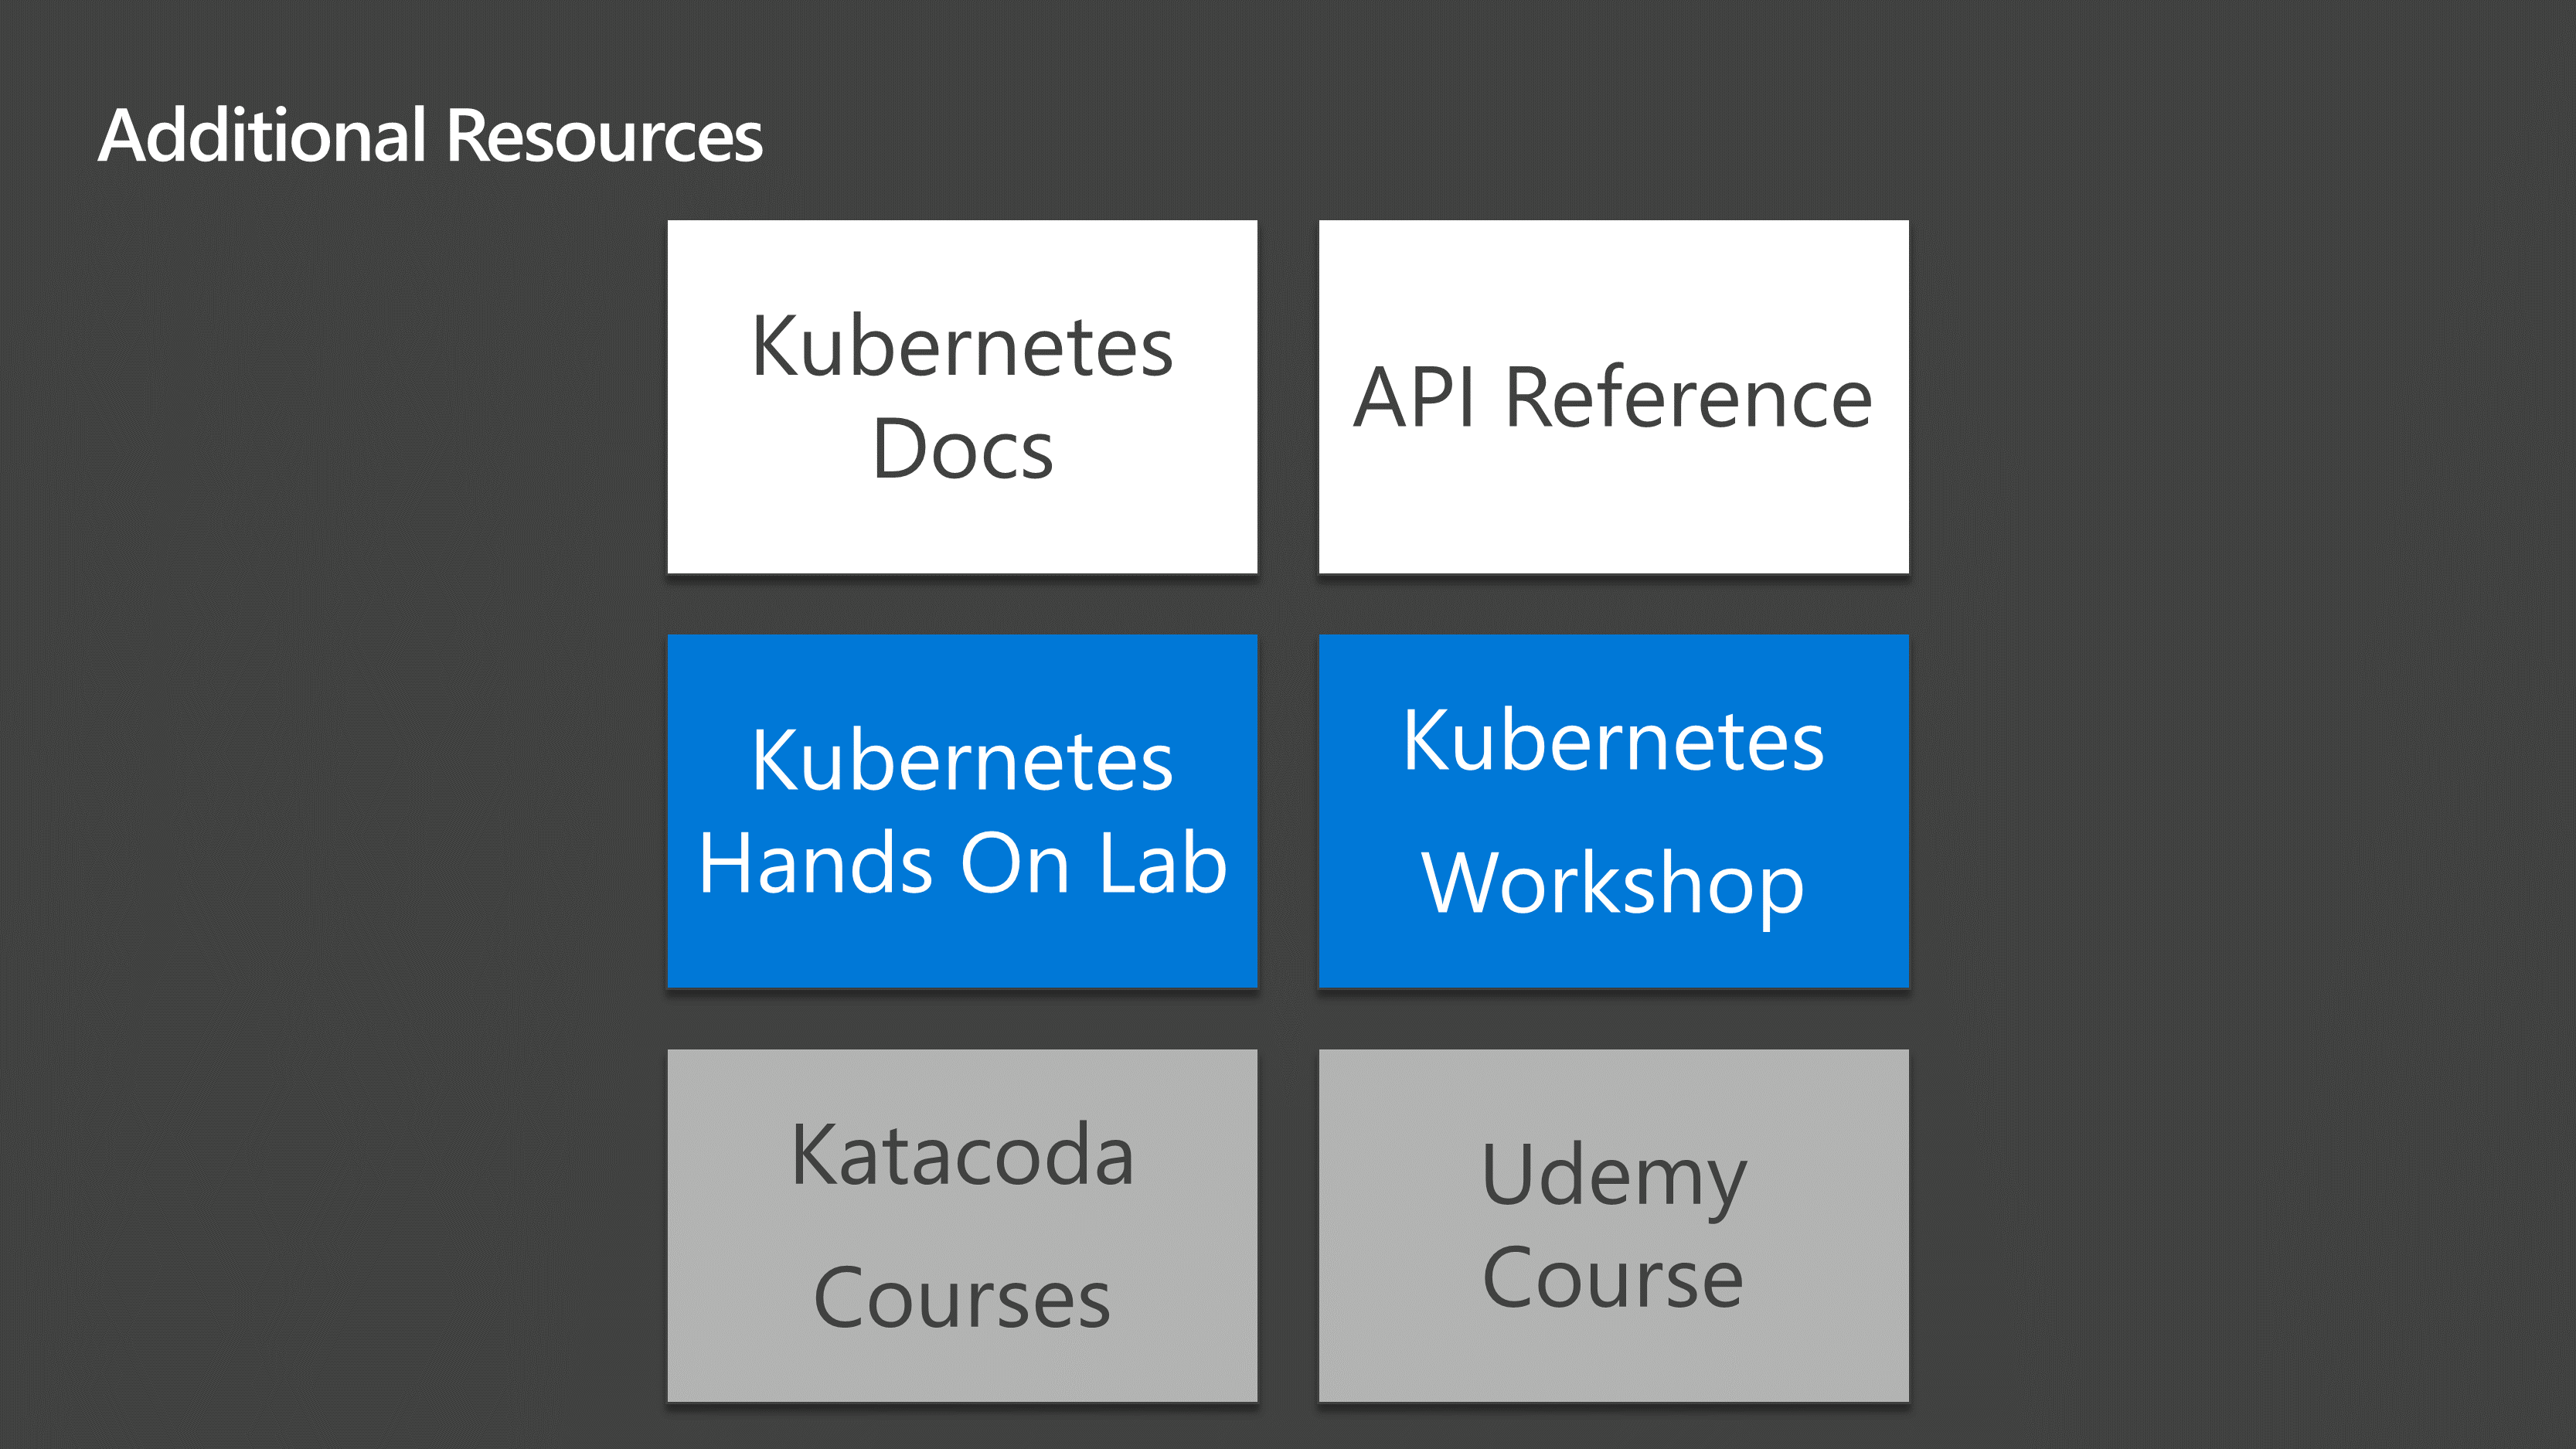 Additional Resources
Kubernetes
Docs
API Reference
Kubernetes
Hands On Lab
Kubernetes
Workshop
Katacoda
Courses
Udemy
Course